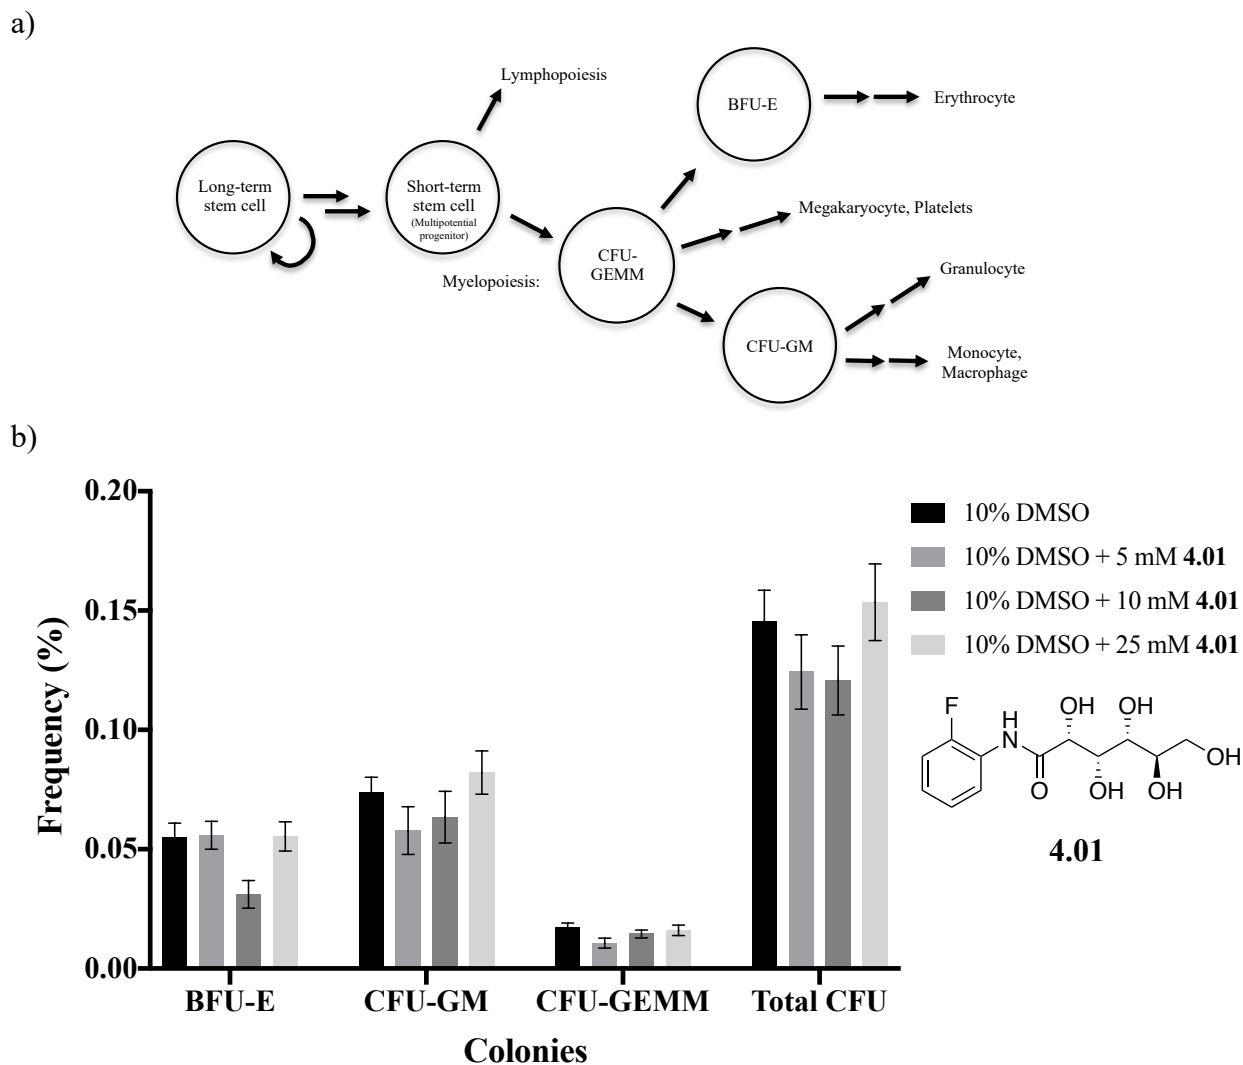 a)
Lymphopoiesis
BFU-E
Erythrocyte
Long-term
stem cell
Short-term
stem cell
(Multipotential
progenitor)
Megakaryocyte, Platelets
CFU-
GEMM
Myelopoiesis:
Granulocyte
CFU-GM
Monocyte,
Macrophage
b)
Frequency (%)
0.20
0.15
0.10
0.05
0.00
BFU-E
CFU-GM
CFU-GEMM
Total CFU
Colonies
10% DMSO
10% DMSO + 5 mM 4.01
10% DMSO + 10 mM 4.01
10% DMSO + 25 mM 4.01
F
H
N
O
OH
OH
OH
OH
OH
4.01